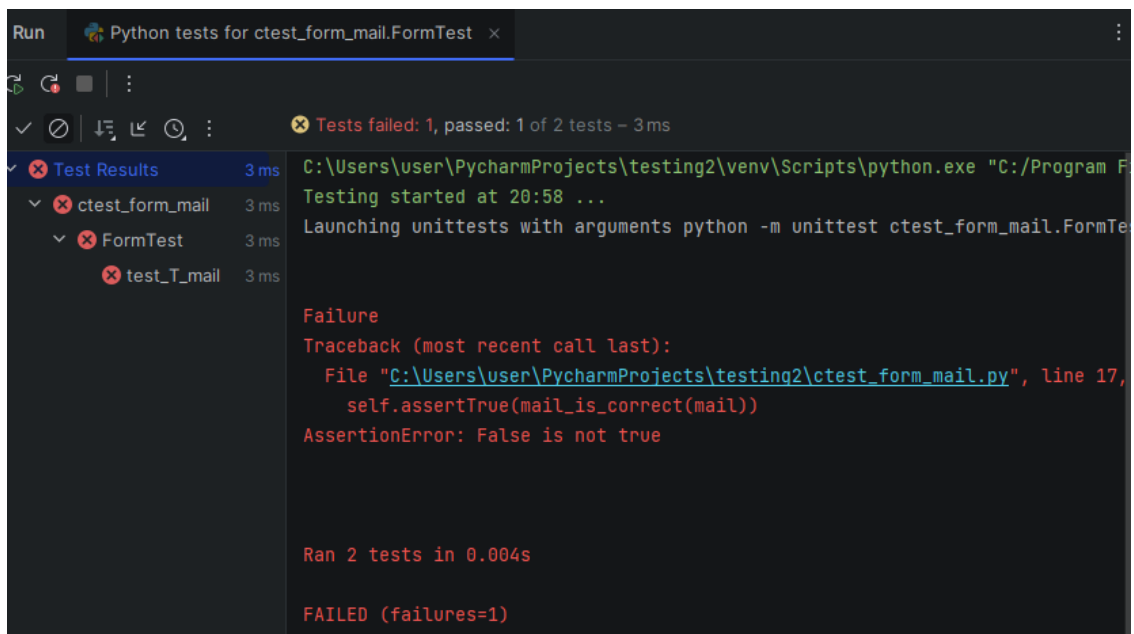 Run Python tests for ctest_form_mail.FormTest ×
Tests failed: 1, passed: 1 of 2 tests – 3 ms
Test Results 3 ms
ctest_form_mail 3 ms
FormTest 3 ms
test_T_mail 3 ms
C:\Users\user\PycharmProjects\testing2\venv\Scripts\python.exe "C:/Program F
Testing started at 20:58 ...
Launching unittests with arguments python -m unittest ctest_form_mail.FormTe
Failure
Traceback (most recent call last):
File "C:\Users\user\PycharmProjects\testing2\ctest_form_mail.py", line 17,
self.assertTrue(mail_is_correct(mail))
AssertionError: False is not true
Ran 2 tests in 0.004s
FAILED (failures=1)